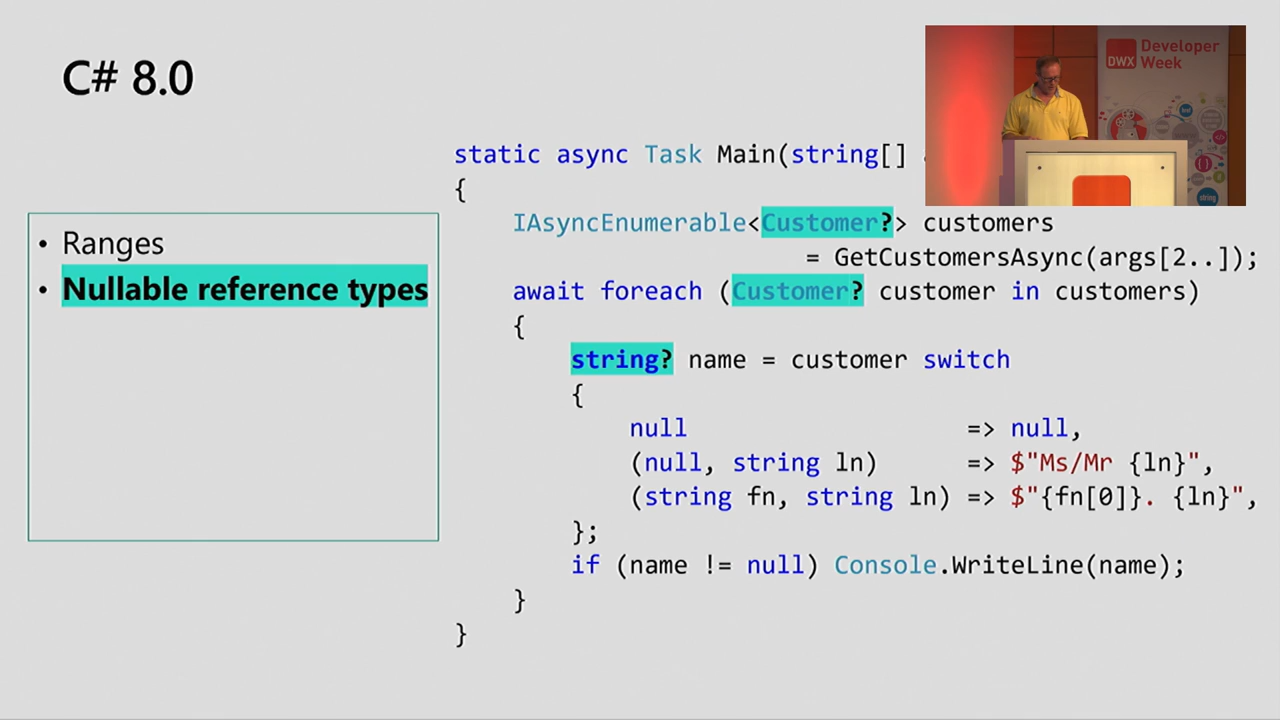 C# 8.0
• Ranges
• Nullable reference types
static async Task Main(string[]
{
IAsyncEnumerable<Customer?> customers
= GetCustomersAsync(args[2..]);
await foreach (Customer? customer in customers)
{
string? name = customer switch
{
null => null,
(null, string ln) => $"Ms/Mr {ln}",
(string fn, string ln) => $"{fn[0]}. {ln}",
};
if (name != null) Console.WriteLine(name);
}
}
DWX
Developer
Week
string